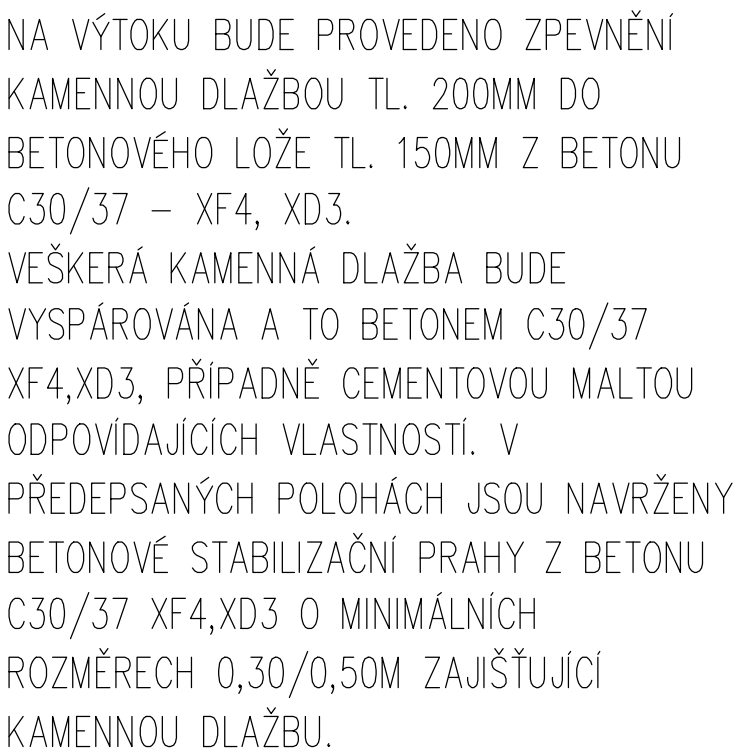 NA VÝTOKU BUDE PROVEDENO ZPEVNĚNÍ
KAMENNOU DLAŽBOU TL. 200MM DO
BETONOVÉHO LOŽE TL. 150MM Z BETONU
C30/37 – XF4, XD3.
VEŠKERÁ KAMENNÁ DLAŽBA BUDE
VYSPÁROVÁNA A TO BETONEM C30/37
XF4,XD3, PŘÍPADNĚ CEMENTOVOU MALTOU
ODPOVÍDAJÍCÍCH VLASTNOSTÍ. V
PŘEDEPSANÝCH POLOHÁCH JSOU NAVRŽENY
BETONOVÉ STABILIZAČNÍ PRAHY Z BETONU
C30/37 XF4,XD3 O MINIMÁLNÍCH
ROZMĚRECH 0,30/0,50M ZAJIŠŤUJÍCÍ
KAMENNOU DLAŽBU.